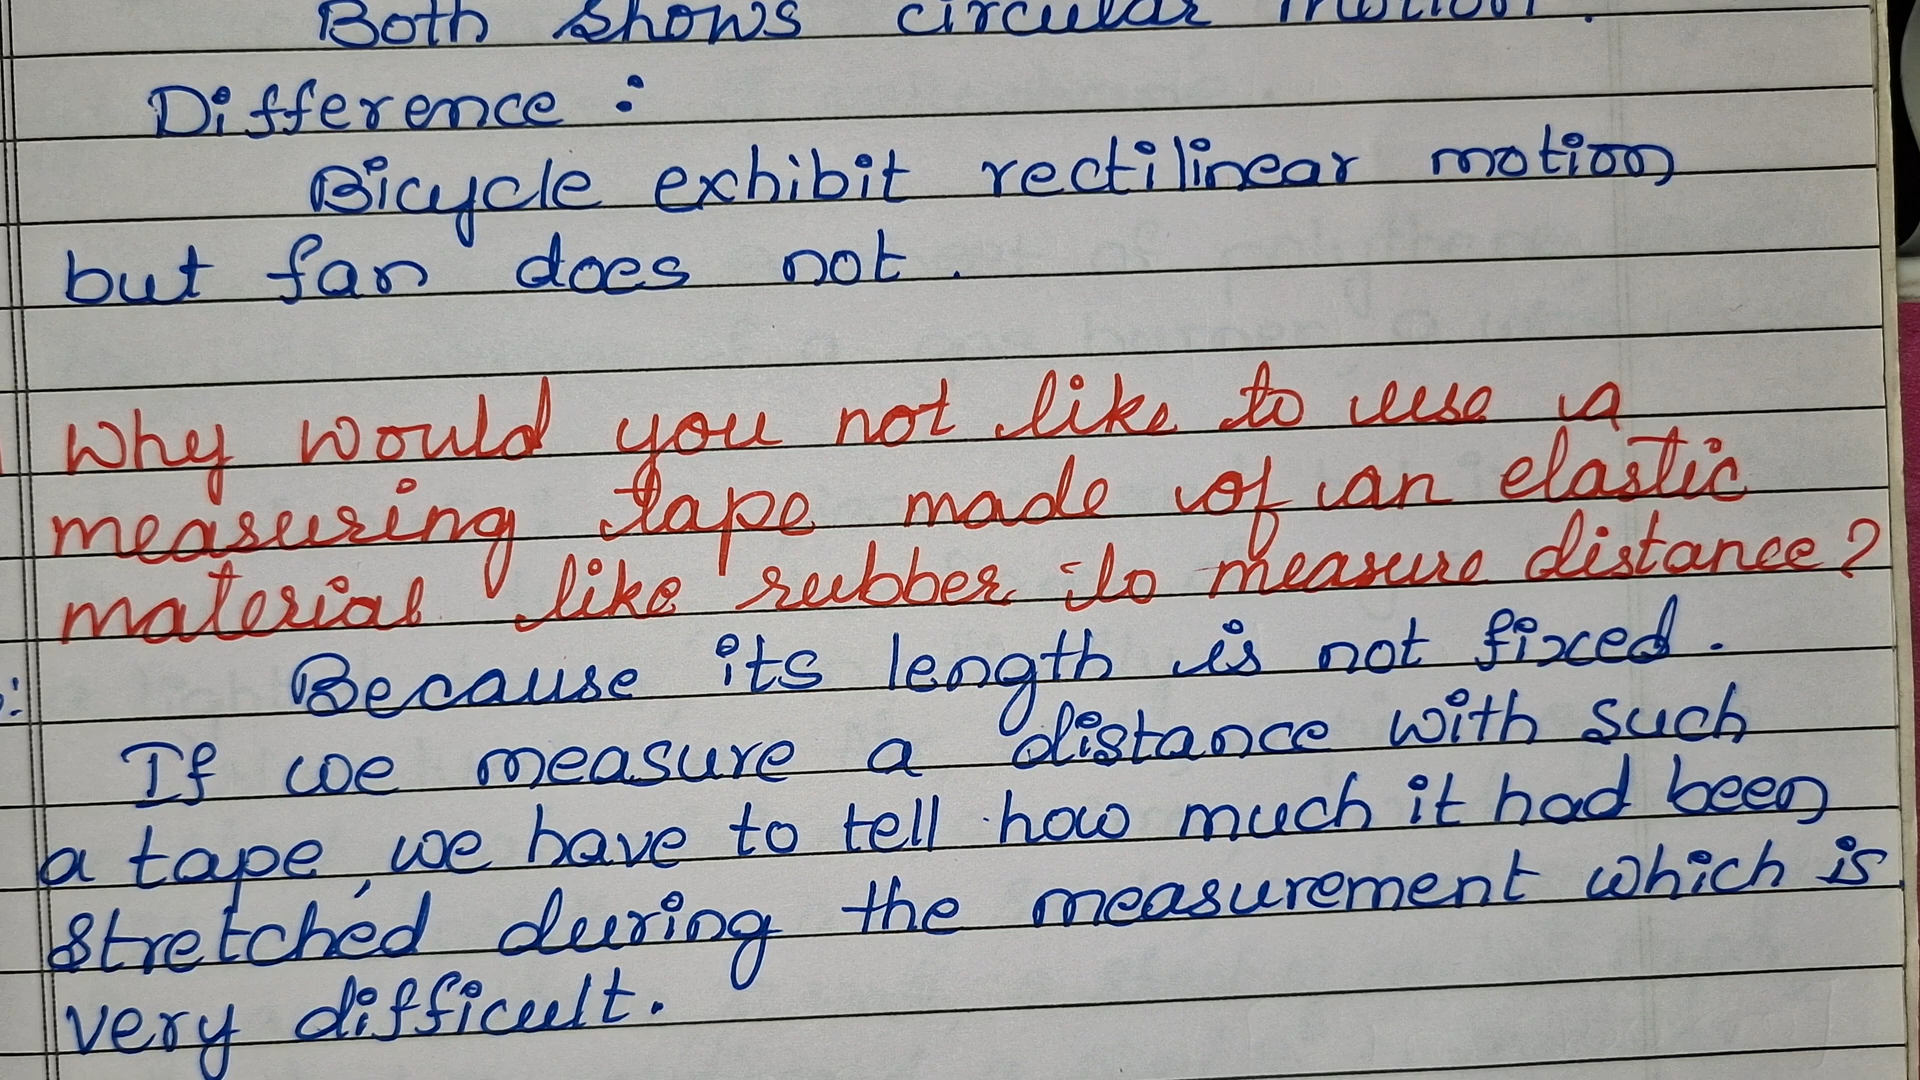 Both shows circular motion.
Difference :
Bicycle exhibit rectilinear motion
but fan does not.
Why would you not like to use a
measuring tape made of an elastic
material like rubber to measure distance?
Because its length is not fixed.
If we measure a distance with such
a tape, we have to tell how much it had been
stretched during the measurement which is
very difficult.